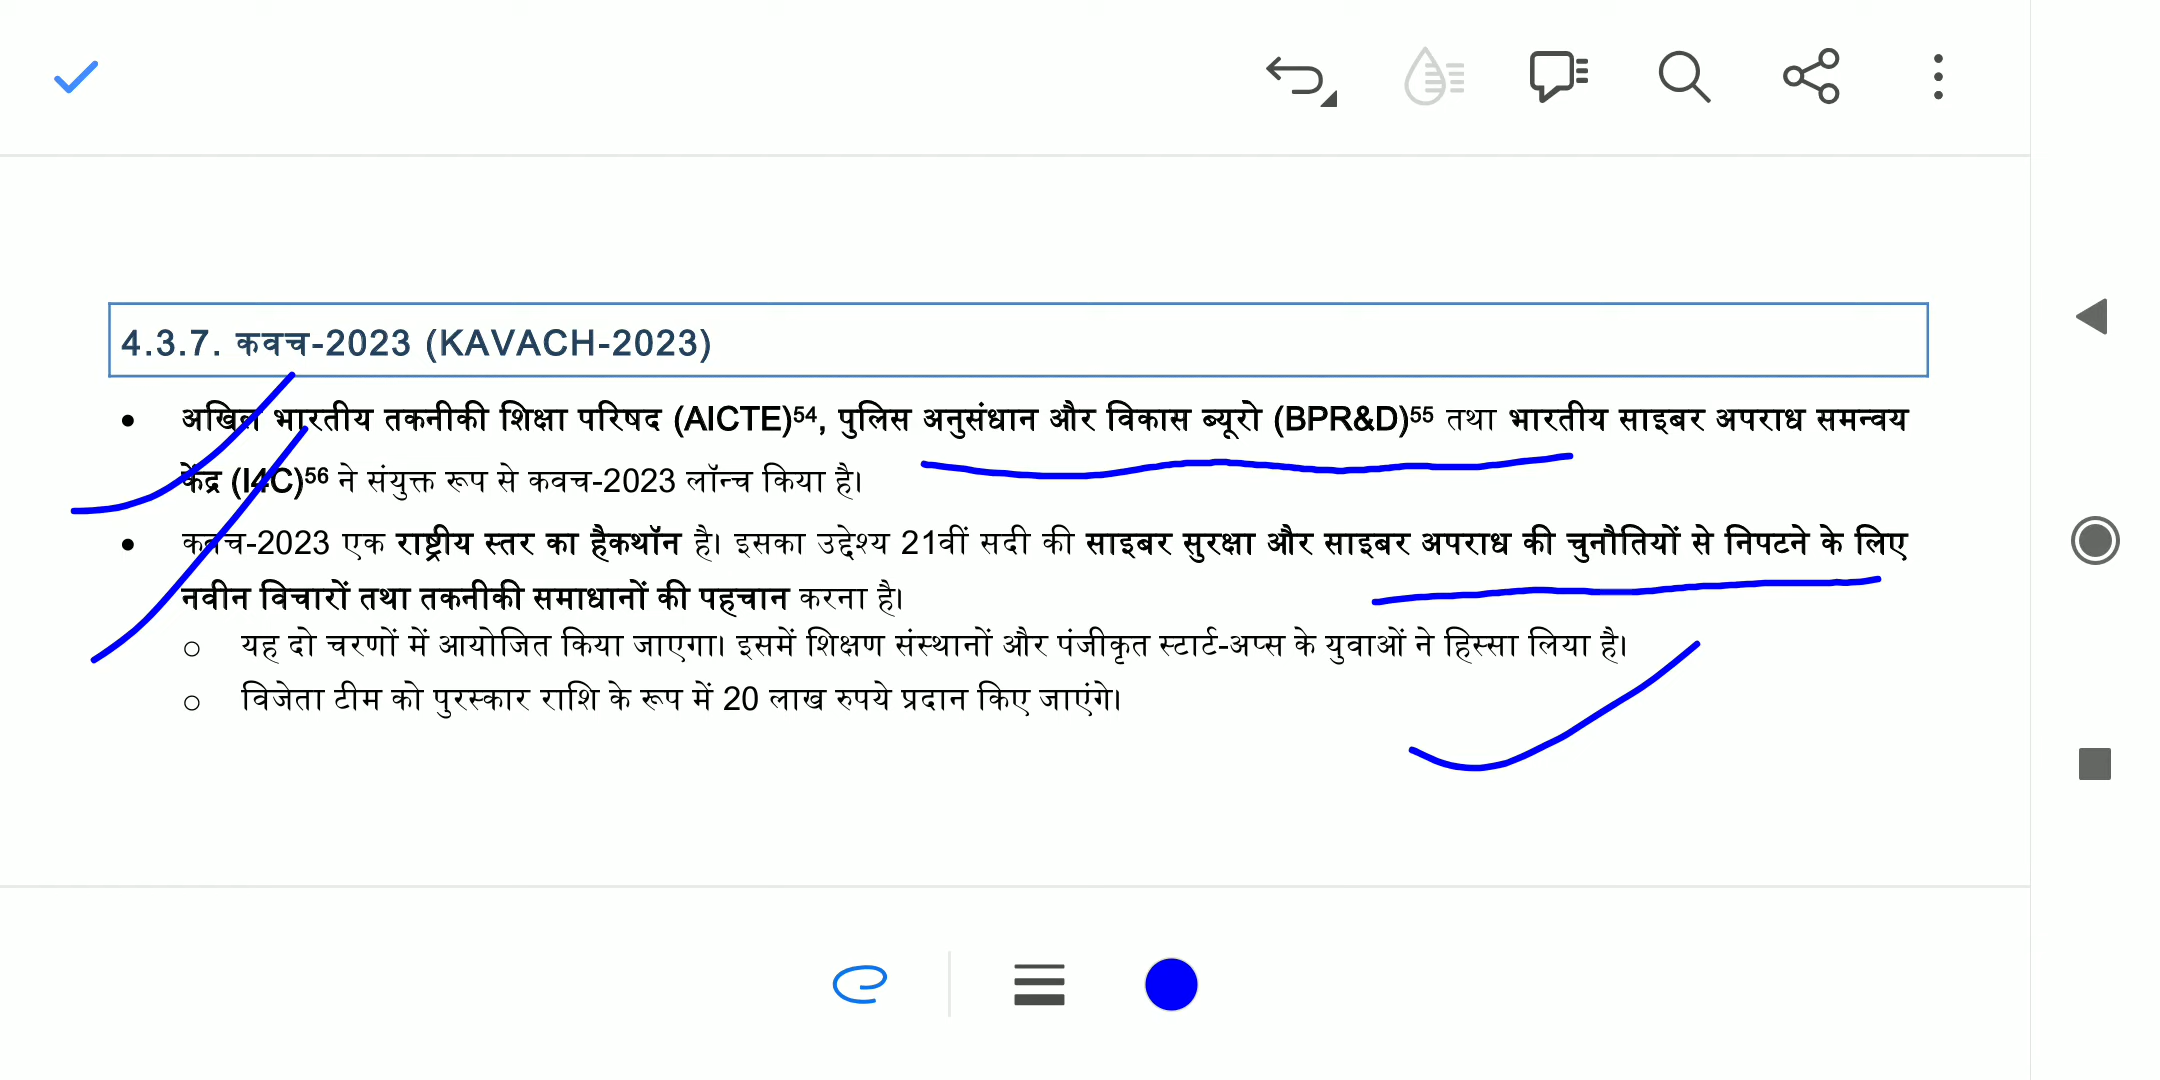 4.3.7. कवच-2023 (KAVACH-2023)
• अखिल भारतीय तकनीकी शिक्षा परिषद (AICTE)54, पुलिस अनुसंधान और विकास ब्यूरो (BPR&D)55 तथा भारतीय साइबर अपराध समन्वय
केंद्र (I4C)56 ने संयुक्त रूप से कवच-2023 लॉन्च किया है।
• कवच-2023 एक राष्ट्रीय स्तर का हैकथॉन है। इसका उद्देश्य 21वीं सदी की साइबर सुरक्षा और साइबर अपराध की चुनौतियों से निपटने के लिए
नवीन विचारों तथा तकनीकी समाधानों की पहचान करना है।
○ यह दो चरणों में आयोजित किया जाएगा। इसमें शिक्षण संस्थानों और पंजीकृत स्टार्ट-अप्स के युवाओं ने हिस्सा लिया है।
○ विजेता टीम को पुरस्कार राशि के रूप में 20 लाख रुपये प्रदान किए जाएंगे।